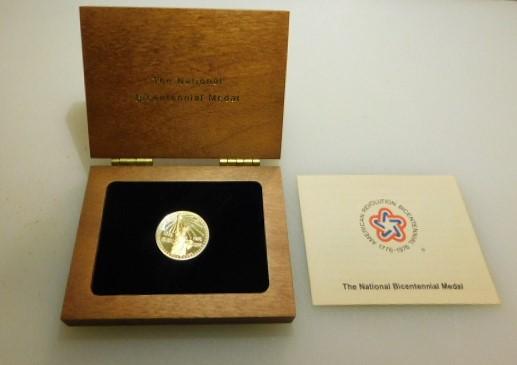 The National
Bicentennial Medal
AMERICAN REVOLUTION BICENTENNIAL
1776-1976
The National Bicentennial Medal